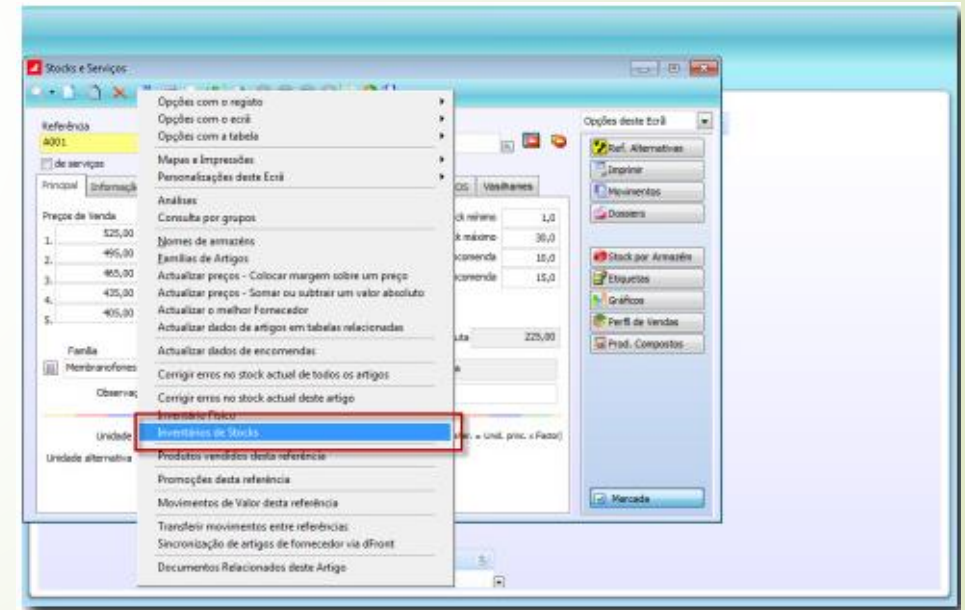 Stocks e Serviços
Referência
A001
de serviços
Principal
Preços de Venda
1. 525,00
2. 495,00
3. 465,00
4. 435,00
5. 405,00
Família
Membranofones
Unidade
Unidade alternativa
Opções com o registo
Opções com o ecrã
Opções com a tabela
Mapas e Impressões
Personalizações deste Ecrã
Análises
Consulta por grupos
Nomes de armazéns
Famílias de Artigos
Actualizar preços - Colocar margem sobre um preço
Actualizar preços - Somar ou subtrair um valor absoluto
Actualizar o melhor Fornecedor
Actualizar dados de artigos em tabelas relacionadas
Actualizar dados de encomendas
Corrigir erros no stock actual de todos os artigos
Corrigir erros no stock actual deste artigo
Inventário Físico
Inventários de Stocks
Produtos vendidos desta referência
Promoções desta referência
Movimentos de Valor desta referência
Transferir movimentos entre referências
Sincronização de artigos de fornecedor via dFront
Documentos Relacionados deste Artigo
Vasilhames
1,0
30,0
10,0
15,0
225,00
= Unid. princ. x Factor)
Opções deste Ecrã
Ref. Alternativas
Imprimir
Movimentos
Dossiers
Stock por Armazém
Etiquetas
Gráficos
Perfil de Vendas
Prod. Compostos
Marcada